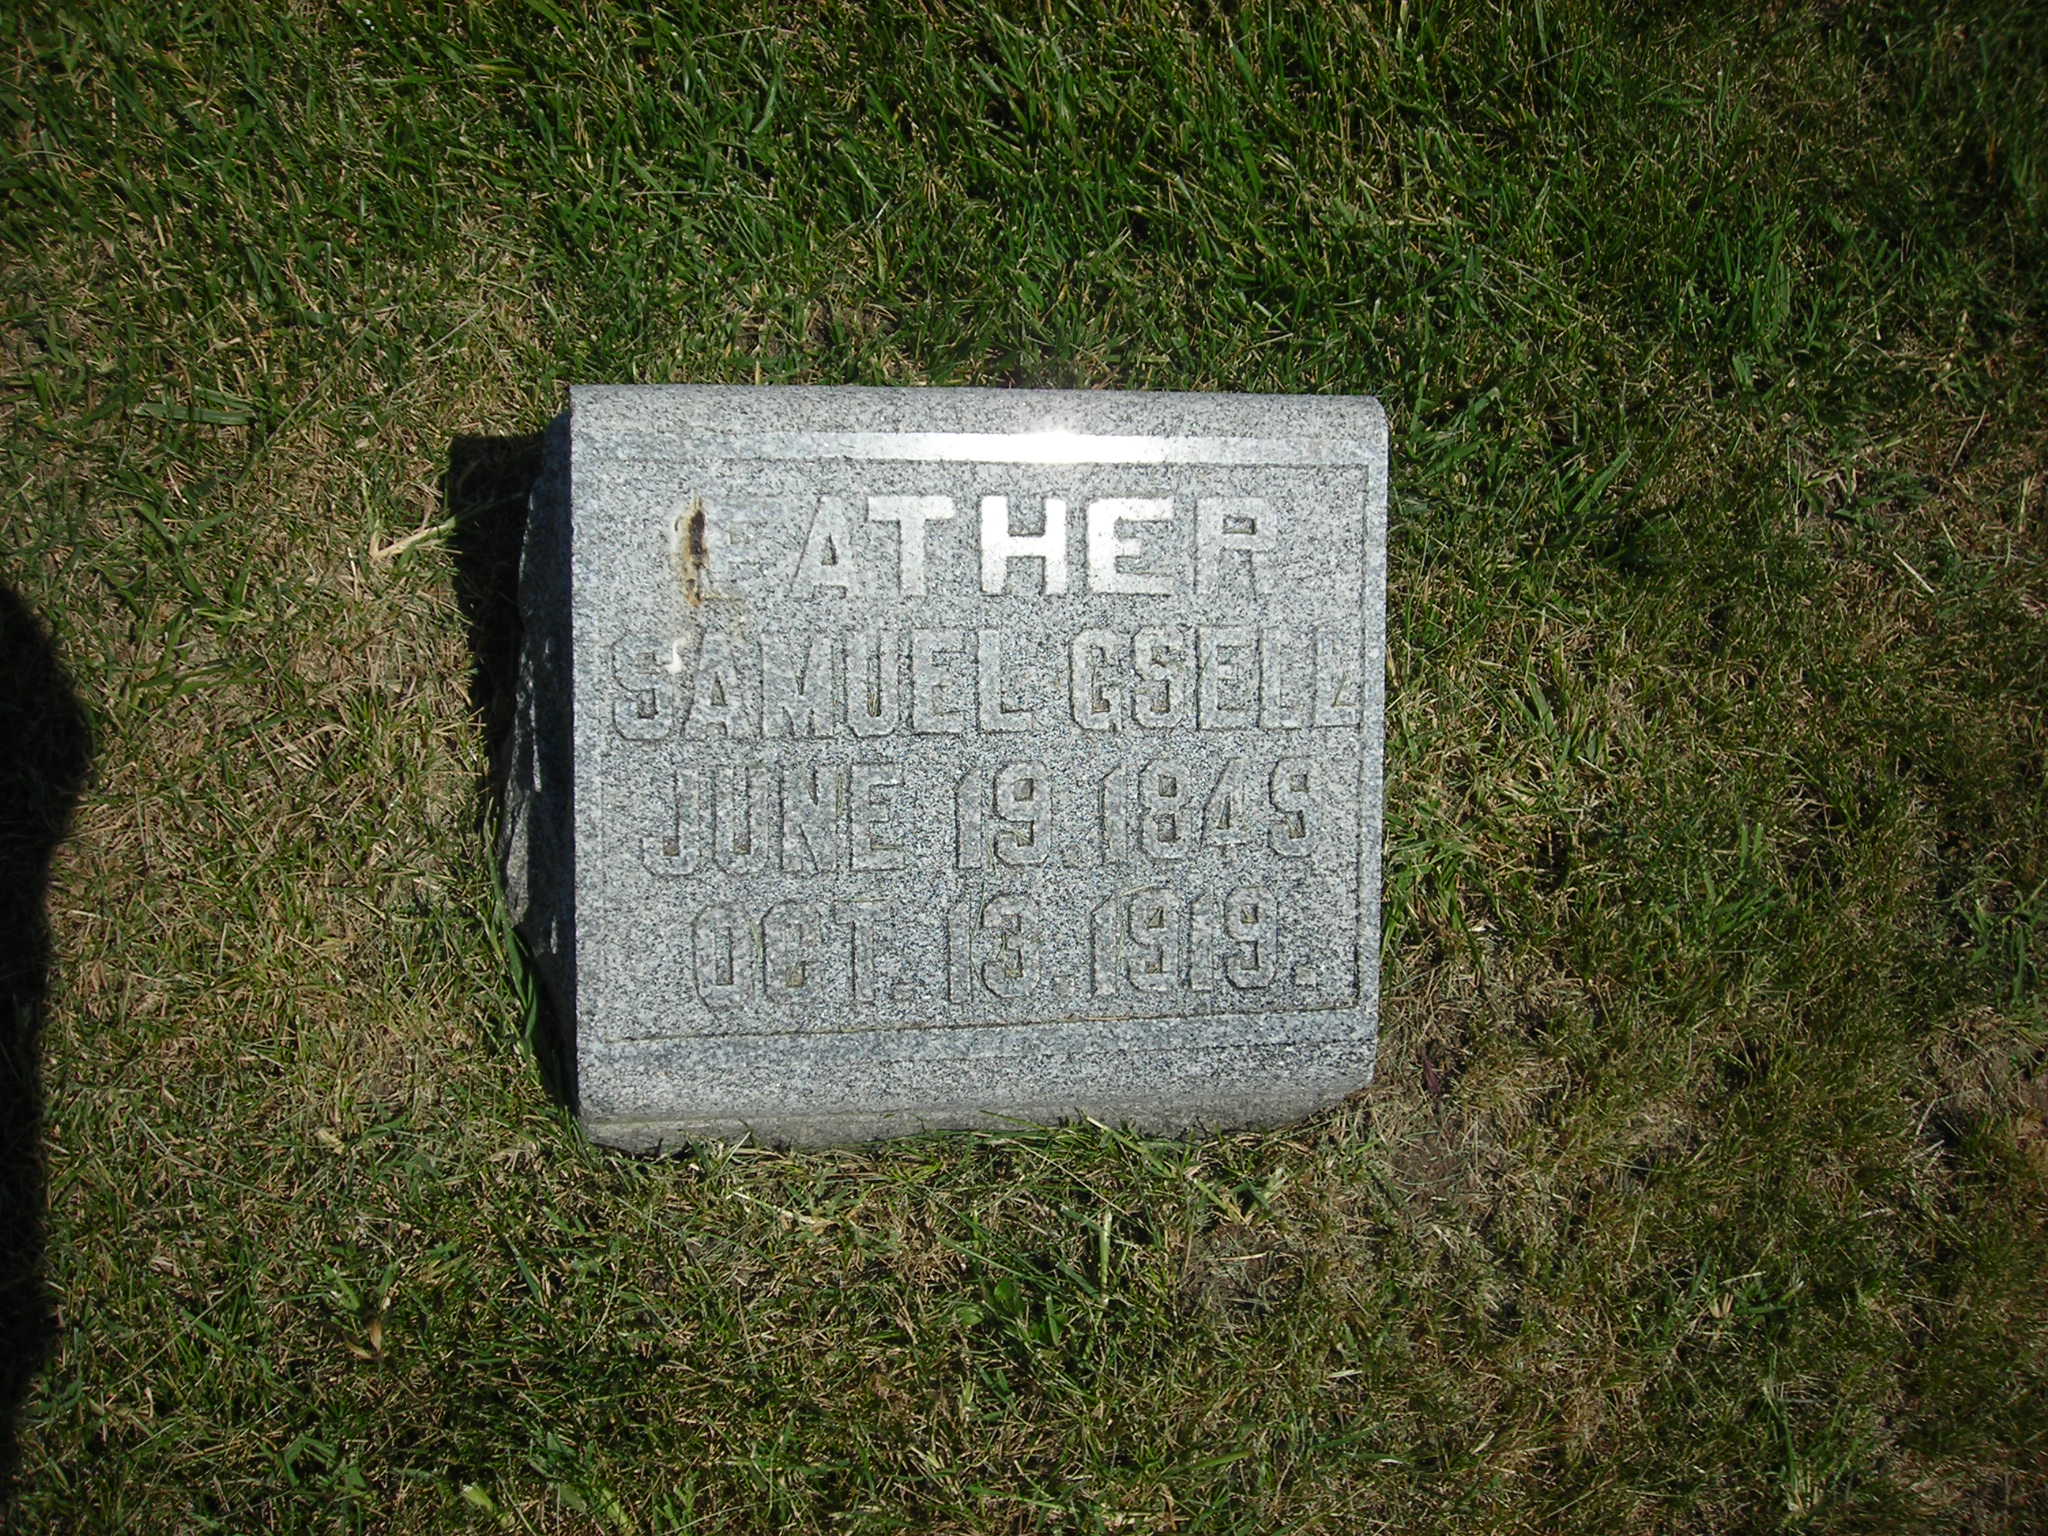 FATHER
SAMUEL GSELL
JUNE 19.1849
OCT. 13.1919.